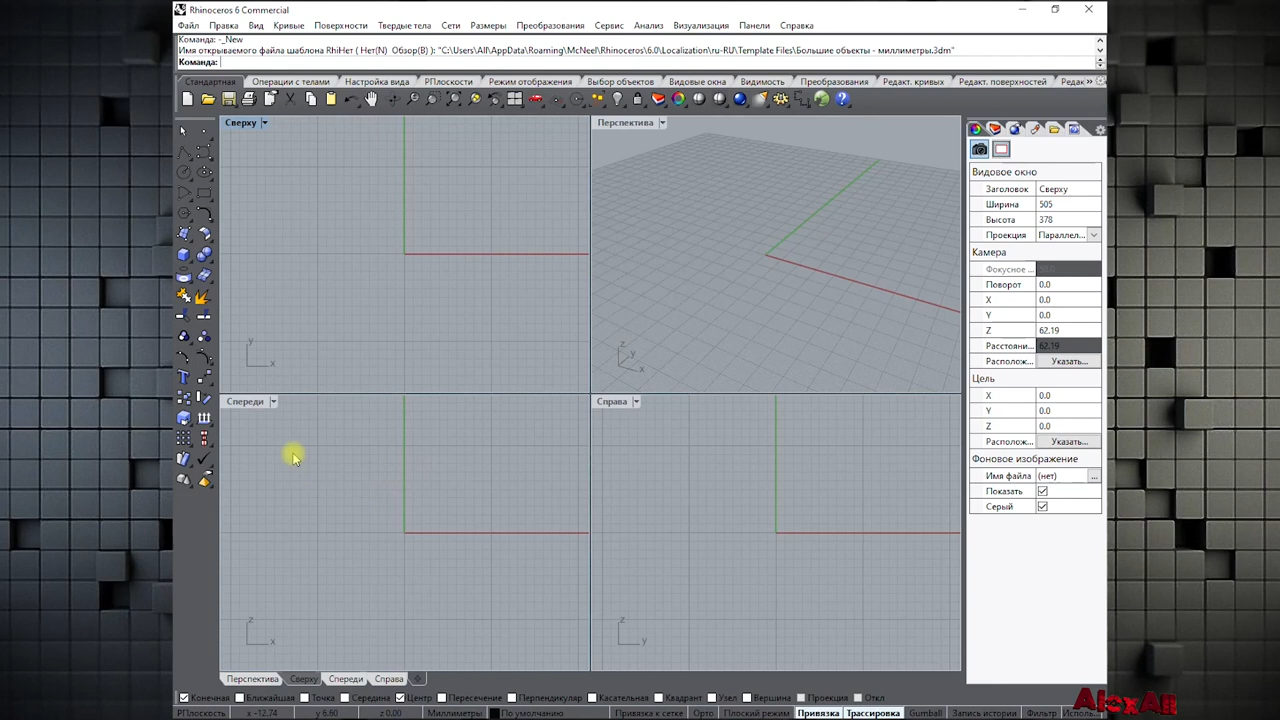 Rhinoceros 6 Commercial
Файл Правка Вид Кривые Поверхности Твердые тела Сети Размеры Преобразования Сервис Анализ Визуализация Панели Справка
Команда: -_New
Имя открываемого файла шаблона RhiНет ( Нет(N) Обзор(B) ): "C:\Users\All\AppData\Roaming\McNeel\Rhinoceros\6.0\Localization\ru-RU\Template Files\Большие объекты - миллиметры.3dm"
Команда:
Стандартная Операции с телами Настройка вида РПлоскости Режим отображения Выбор объектов Видовые окна Видимость Преобразования Редакт. кривых Редакт. поверхностей Редак »
Сверху
Перспектива
Видовое окно
Заголовок Сверху
Ширина 505
Высота 378
Проекция Параллел...
Камера
Фокусное ...
Поворот 0.0
X 0.0
Y 0.0
Z 62.19
Расстояни... 62.19
Располож... Указать...
Цель
X 0.0
Y 0.0
Z 0.0
Располож... Указать...
Фоновое изображение
Имя файла (нет) ...
Показать
Серый
y x
z y x
Спереди
Справа
z x
z y
Перспектива Сверху Спереди Справа
Конечная Ближайшая Точка Середина Центр Пересечение Перпендикуляр Касательная Квадрант Узел Вершина Проекция Откл
РПлоскость x -12.74 y 6.60 z 0.00 Миллиметры По умолчанию Привязка к сетке Орто Плоский режим Привязка Трассировка Gumball Запись истории Фильтр Исполь...
AloxAll